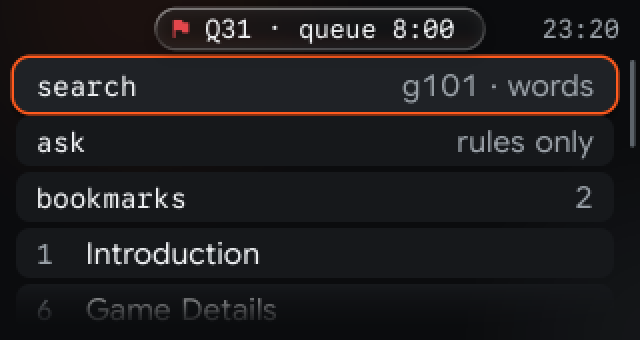 Q31 · queue 8:00 23:20
search g101 · words
ask rules only
bookmarks 2
1 Introduction
6 Game Details